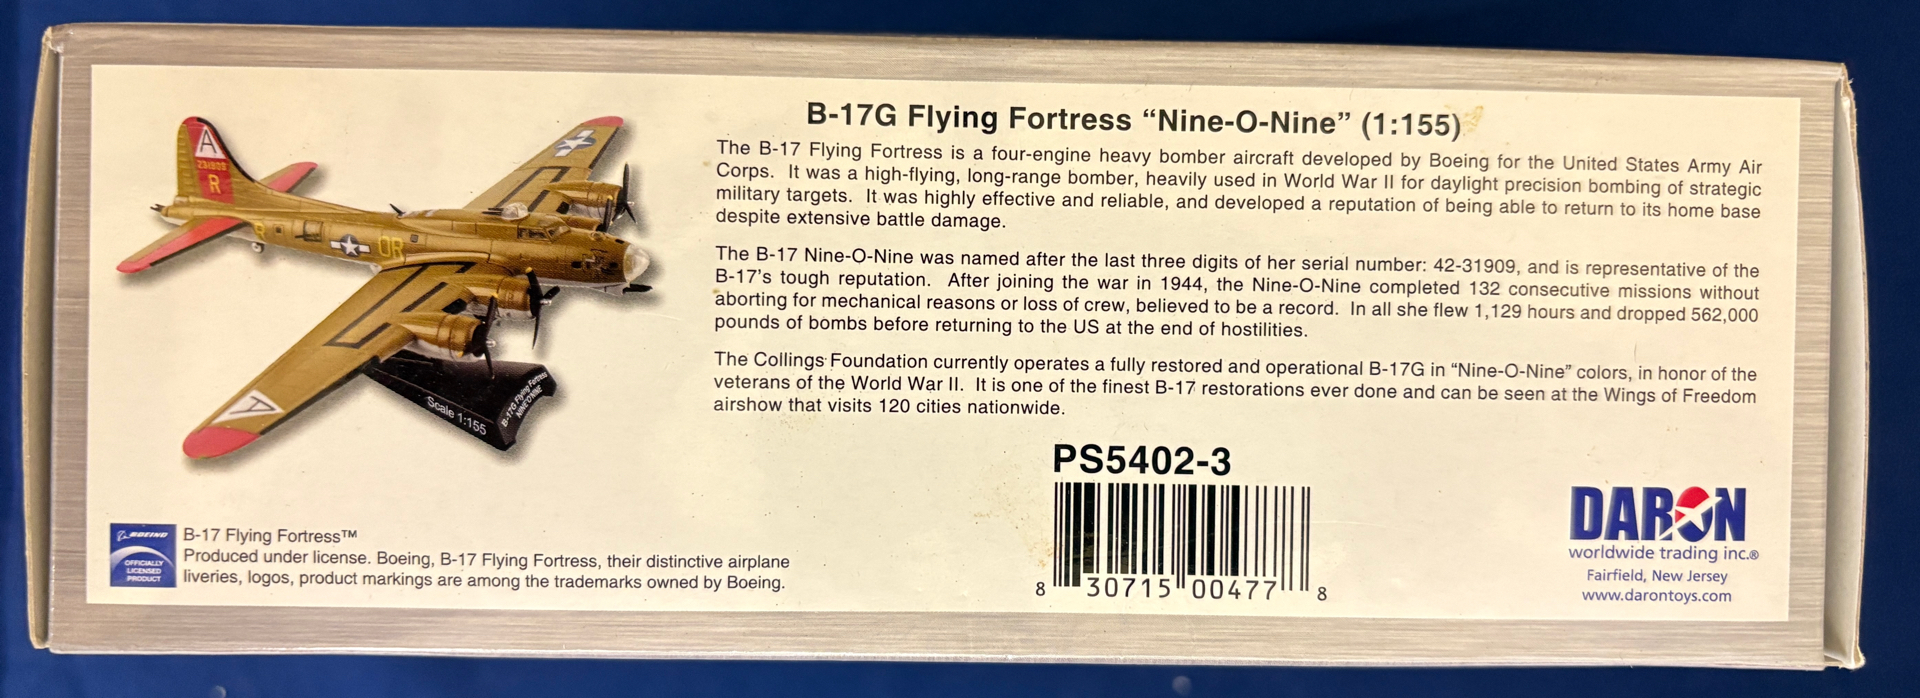 B-17G Flying Fortress “Nine-O-Nine” (1:155)
The B-17 Flying Fortress is a four-engine heavy bomber aircraft developed by Boeing for the United States Army Air
Corps. It was a high-flying, long-range bomber, heavily used in World War II for daylight precision bombing of strategic
military targets. It was highly effective and reliable, and developed a reputation of being able to return to its home base
despite extensive battle damage.
The B-17 Nine-O-Nine was named after the last three digits of her serial number: 42-31909, and is representative of the
B-17’s tough reputation. After joining the war in 1944, the Nine-O-Nine completed 132 consecutive missions without
aborting for mechanical reasons or loss of crew, believed to be a record. In all she flew 1,129 hours and dropped 562,000
pounds of bombs before returning to the US at the end of hostilities.
The Collings Foundation currently operates a fully restored and operational B-17G in “Nine-O-Nine” colors, in honor of the
veterans of the World War II. It is one of the finest B-17 restorations ever done and can be seen at the Wings of Freedom
airshow that visits 120 cities nationwide.
A
231909
R
R
OR
A
Scale 1:155
B-17G Flying Fortress
NINE O NINE
PS5402-3
8 30715 00477 8
BOEING
OFFICIALLY
LICENSED
PRODUCT
B-17 Flying Fortress™
Produced under license. Boeing, B-17 Flying Fortress, their distinctive airplane
liveries, logos, product markings are among the trademarks owned by Boeing.
DARON
worldwide trading inc.®
Fairfield, New Jersey
www.darontoys.com